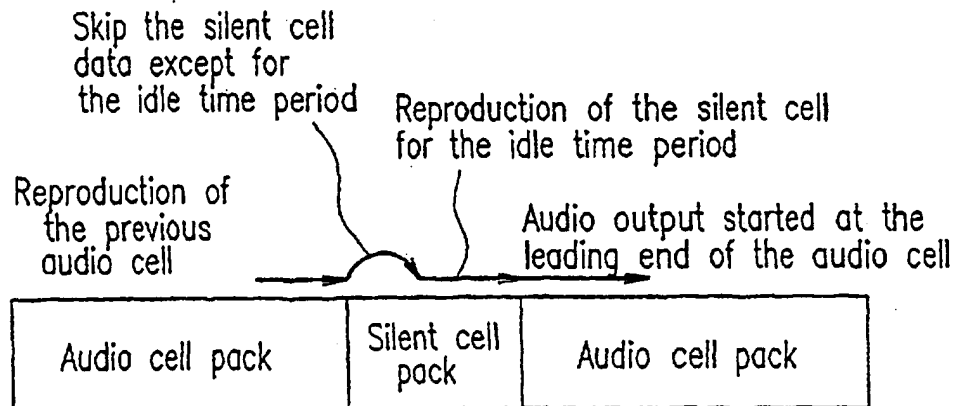 Skip the silent cell
data except for
the idle time period
Reproduction of the silent cell
for the idle time period
Reproduction of
the previous
audio cell
Audio output started at the
leading end of the audio cell
Audio cell pack
Silent cell
pack
Audio cell pack